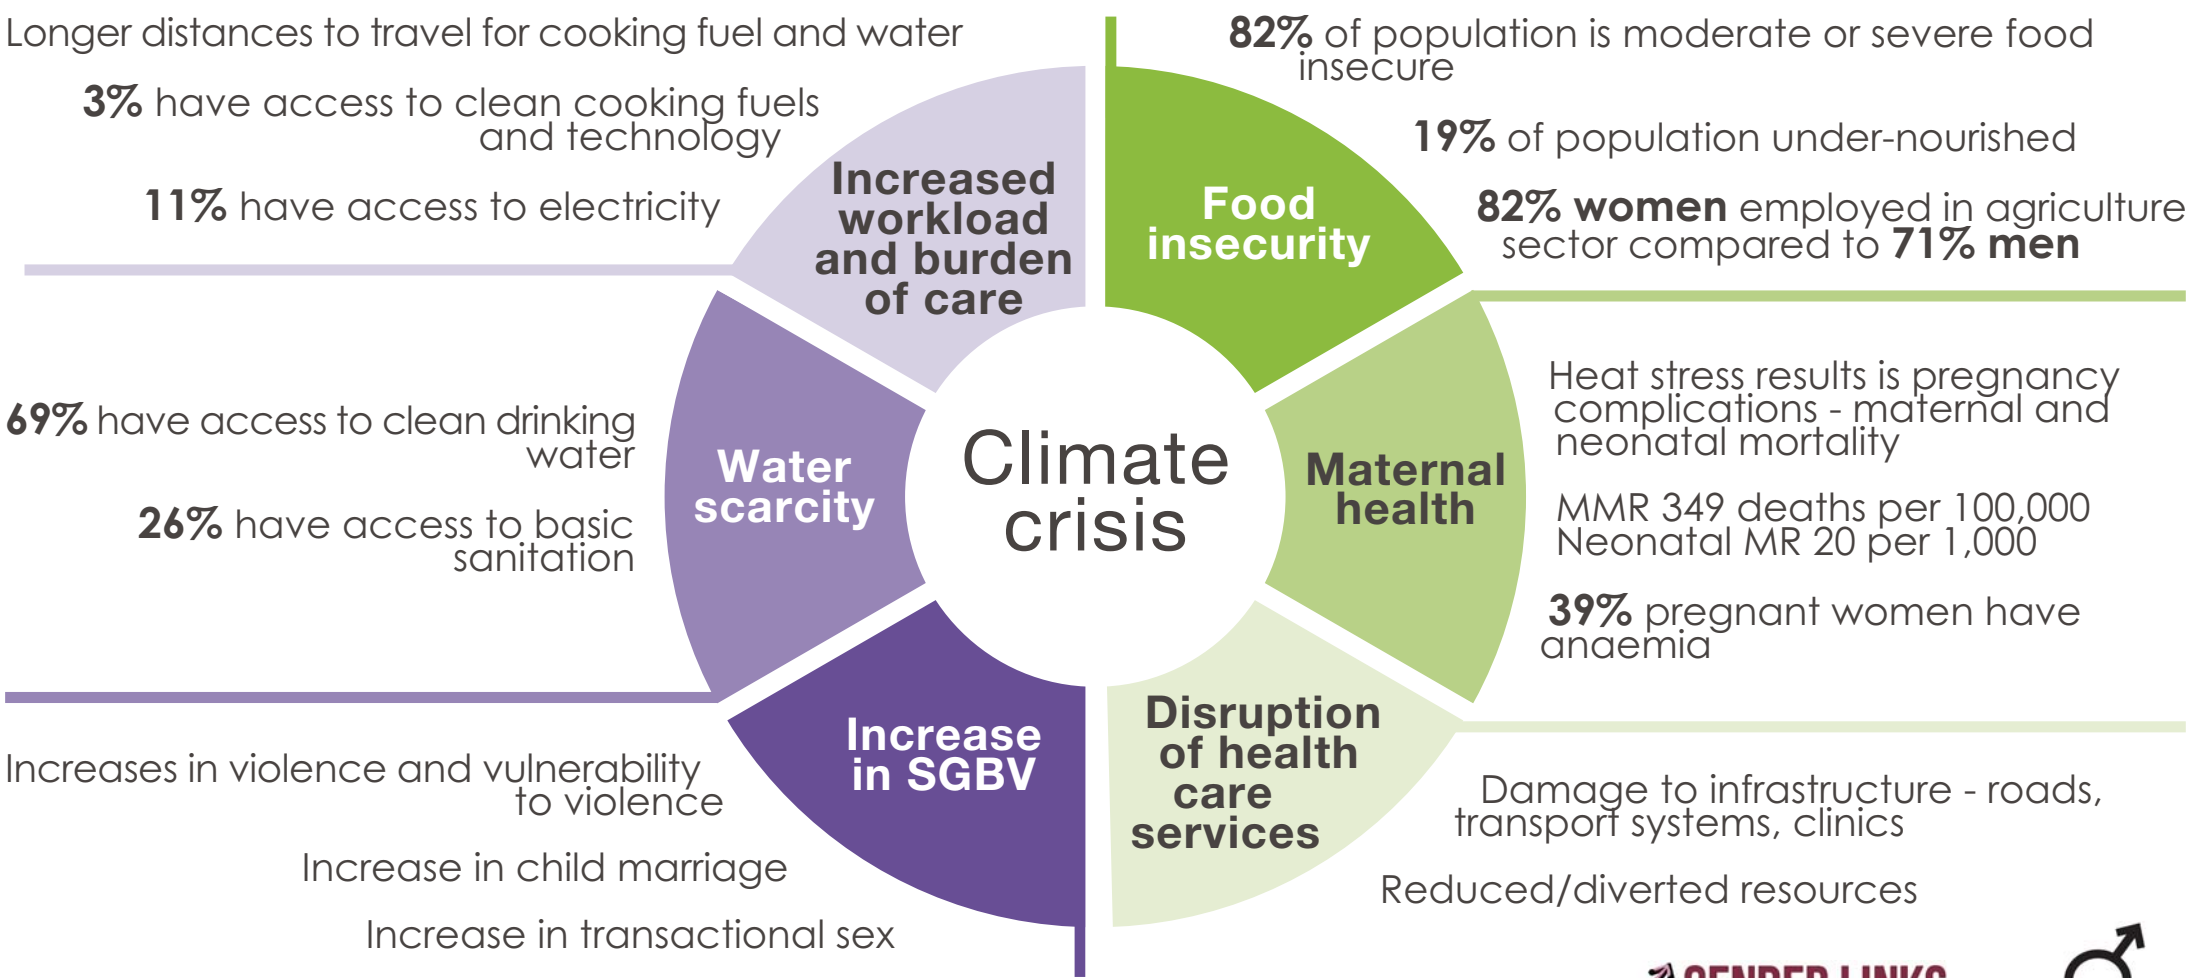 Longer distances to travel for cooking fuel and water
3% have access to clean cooking fuels
and technology
11% have access to electricity
Increased
workload
and burden
of care
82% of population is moderate or severe food
insecure
19% of population under-nourished
82% women employed in agriculture
sector compared to 71% men
Food
insecurity
69% have access to clean drinking
water
26% have access to basic
sanitation
Water
scarcity
Climate
crisis
Maternal
health
Heat stress results is pregnancy
complications - maternal and
neonatal mortality
MMR 349 deaths per 100,000
Neonatal MR 20 per 1,000
39% pregnant women have
anaemia
Increases in violence and vulnerability
to violence
Increase in child marriage
Increase in transactional sex
Increase
in SGBV
Disruption
of health
care
services
Damage to infrastructure - roads,
transport systems, clinics
Reduced/diverted resources
GENDER LINKS